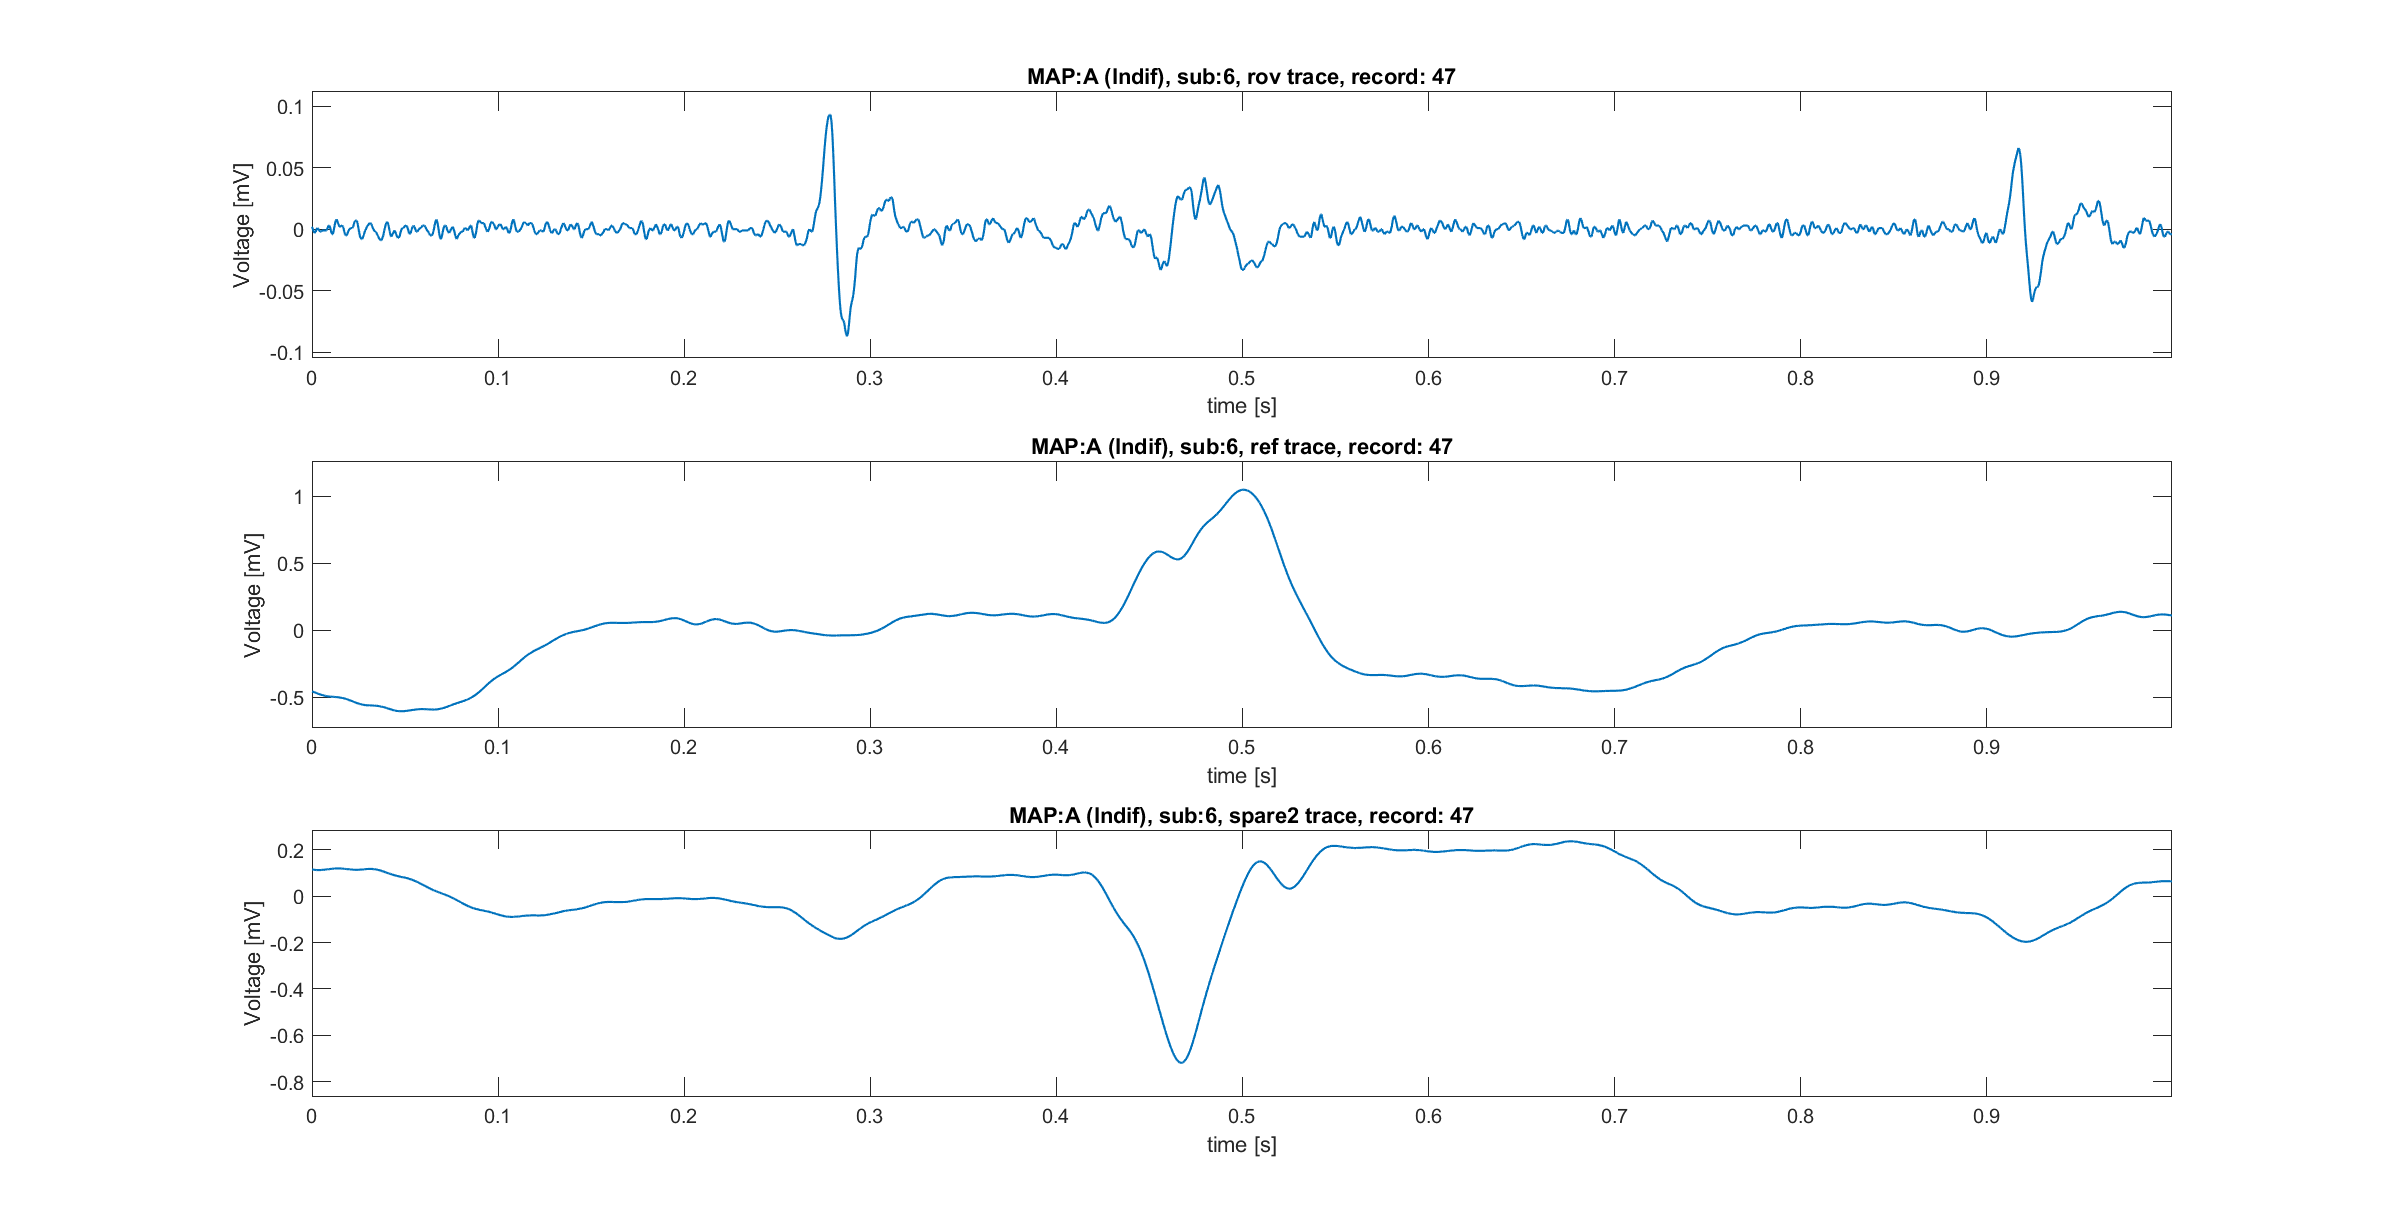 MAP:A (Indif), sub:6, rov trace, record: 47
0.1
0.05
0
-0.05
-0.1
Voltage [mV]
0 0.1 0.2 0.3 0.4 0.5 0.6 0.7 0.8 0.9
time [s]
MAP:A (Indif), sub:6, ref trace, record: 47
1
0.5
0
-0.5
Voltage [mV]
0 0.1 0.2 0.3 0.4 0.5 0.6 0.7 0.8 0.9
time [s]
MAP:A (Indif), sub:6, spare2 trace, record: 47
0.2
0
-0.2
-0.4
-0.6
-0.8
Voltage [mV]
0 0.1 0.2 0.3 0.4 0.5 0.6 0.7 0.8 0.9
time [s]